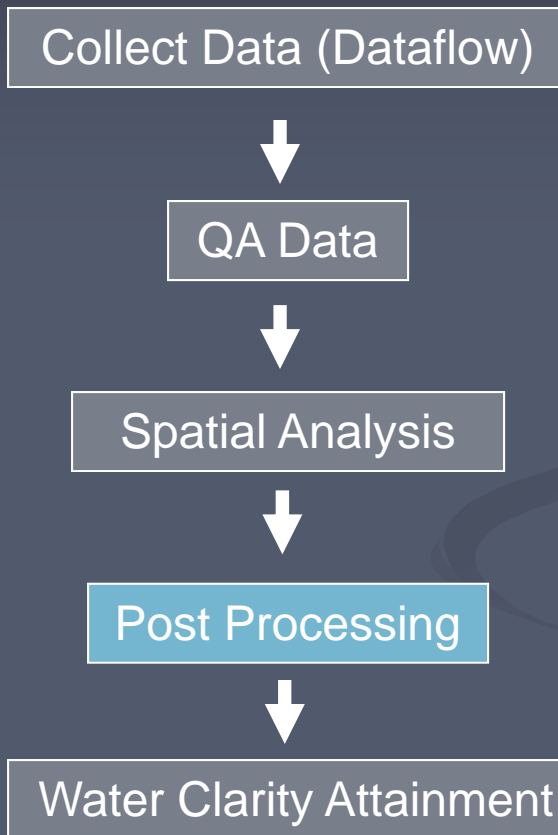 Collect Data (Dataflow)
QA Data
Spatial Analysis
Post Processing
Water Clarity Attainment